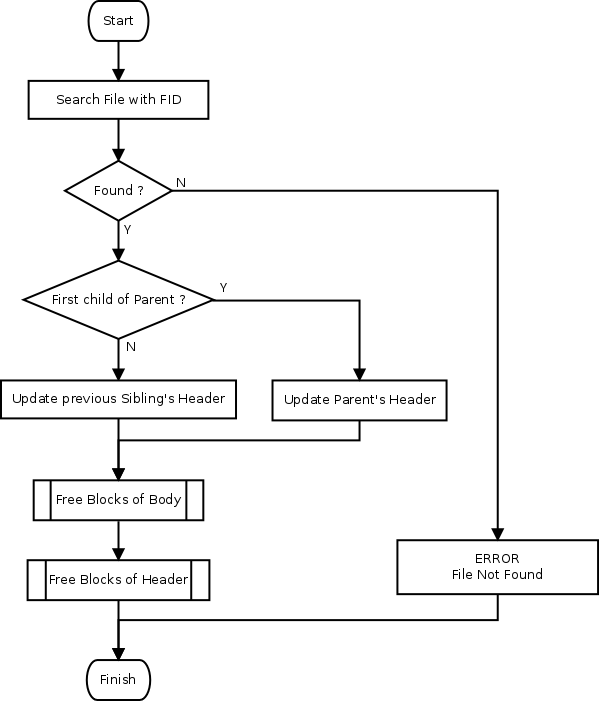 Start
Search File with FID
Found ?
N
Y
First child of Parent ?
Y
N
Update previous Sibling's Header
Update Parent's Header
Free Blocks of Body
ERROR
File Not Found
Free Blocks of Header
Finish